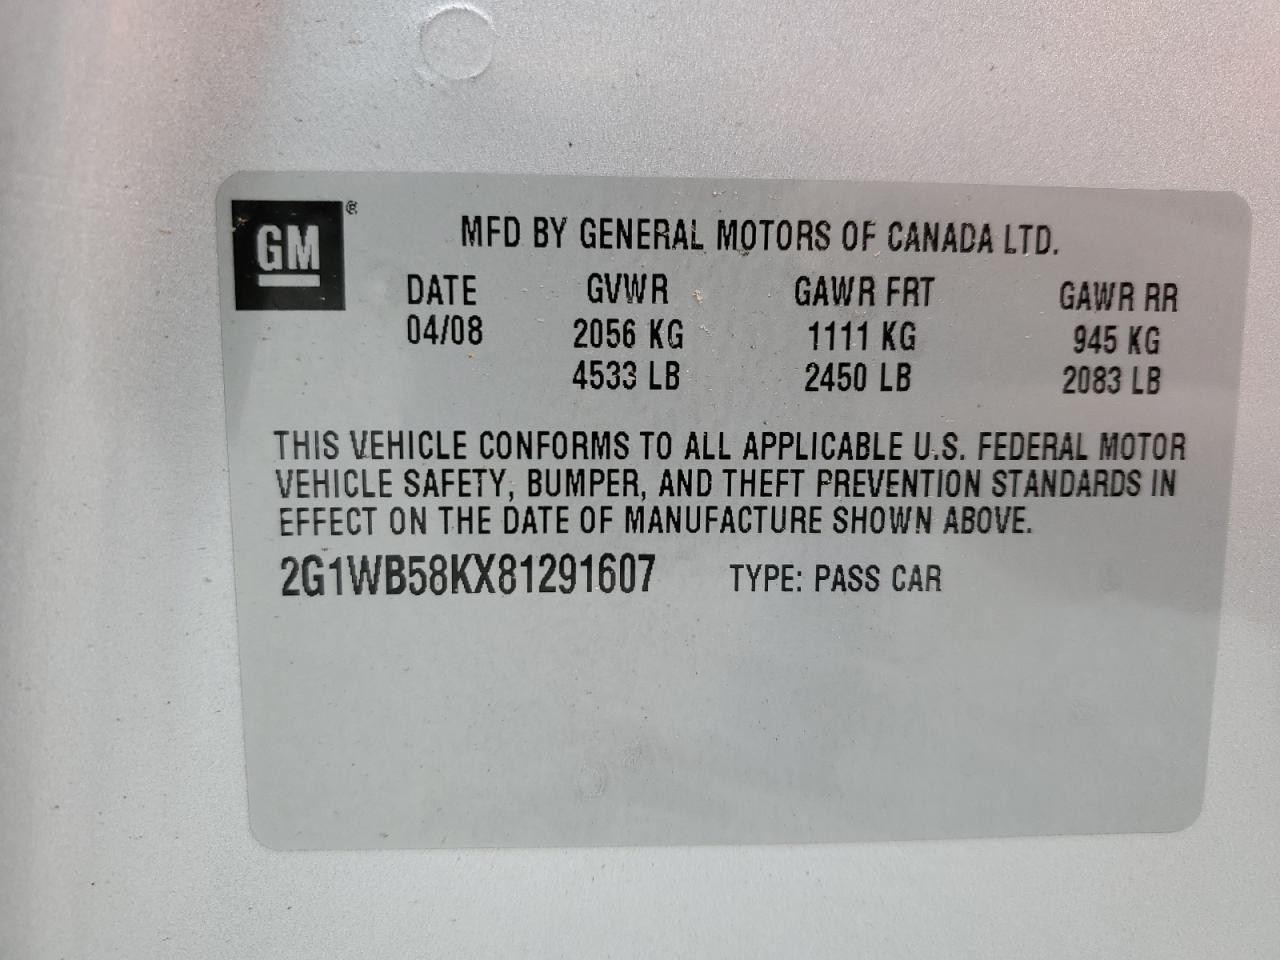 GM®
MFD BY GENERAL MOTORS OF CANADA LTD.
DATE GVWR GAWR FRT GAWR RR
04/08 2056 KG 1111 KG 945 KG
4533 LB 2450 LB 2083 LB
THIS VEHICLE CONFORMS TO ALL APPLICABLE U.S. FEDERAL MOTOR
VEHICLE SAFETY, BUMPER, AND THEFT PREVENTION STANDARDS IN
EFFECT ON THE DATE OF MANUFACTURE SHOWN ABOVE.
2G1WB58KX81291607 TYPE: PASS CAR